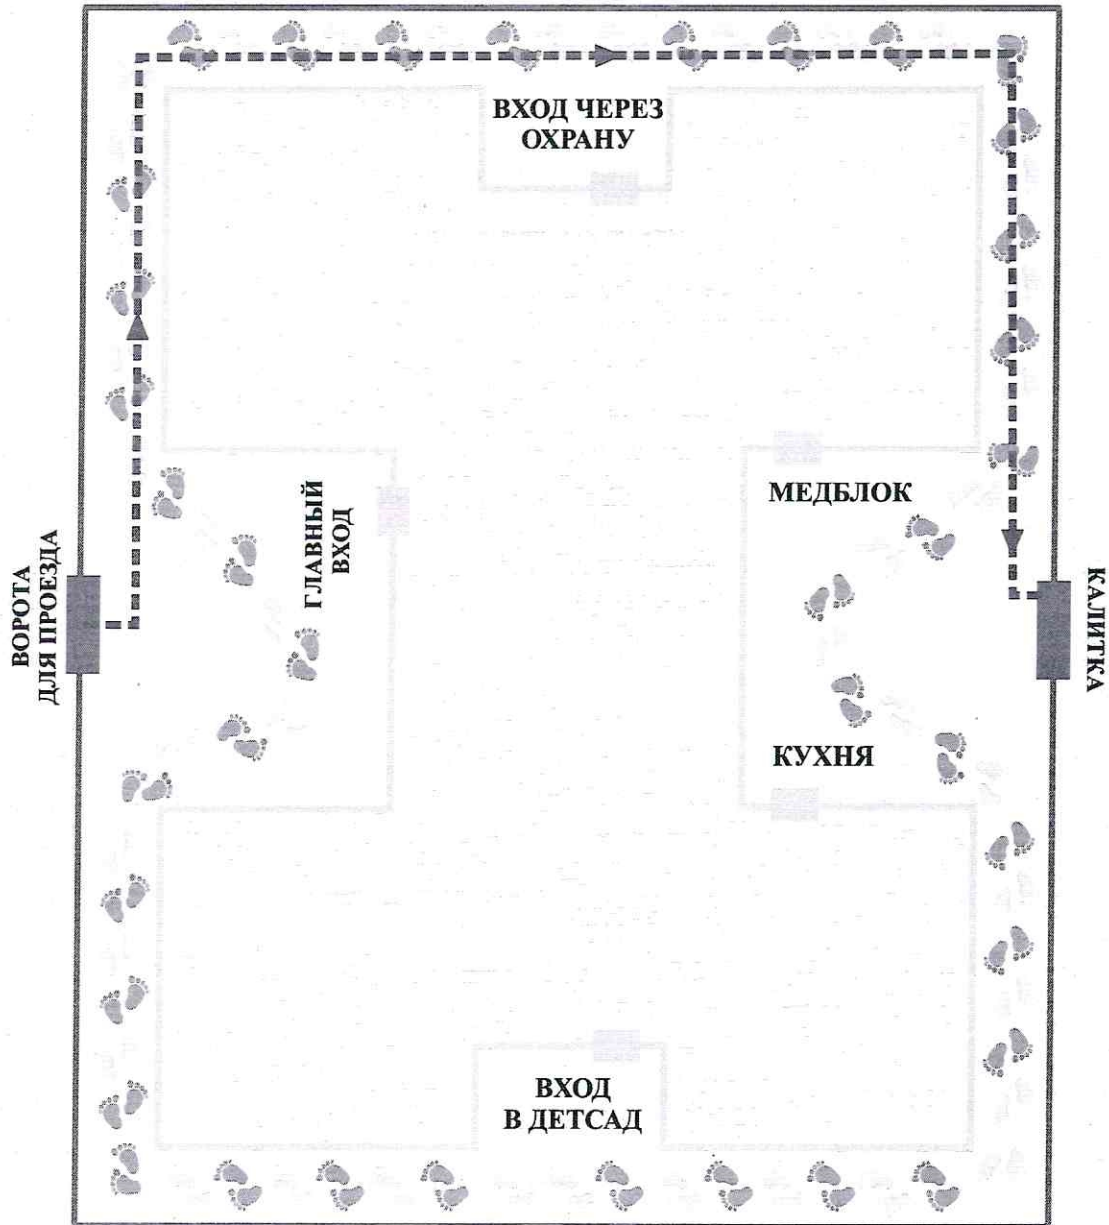 ВХОД ЧЕРЕЗ
ОХРАНУ
ГЛАВНЫЙ
ВХОД
МЕДБЛОК
ВОРОТА
ДЛЯ ПРОЕЗДА
КАЛИТКА
КУХНЯ
ВХОД
В ДЕТСАД